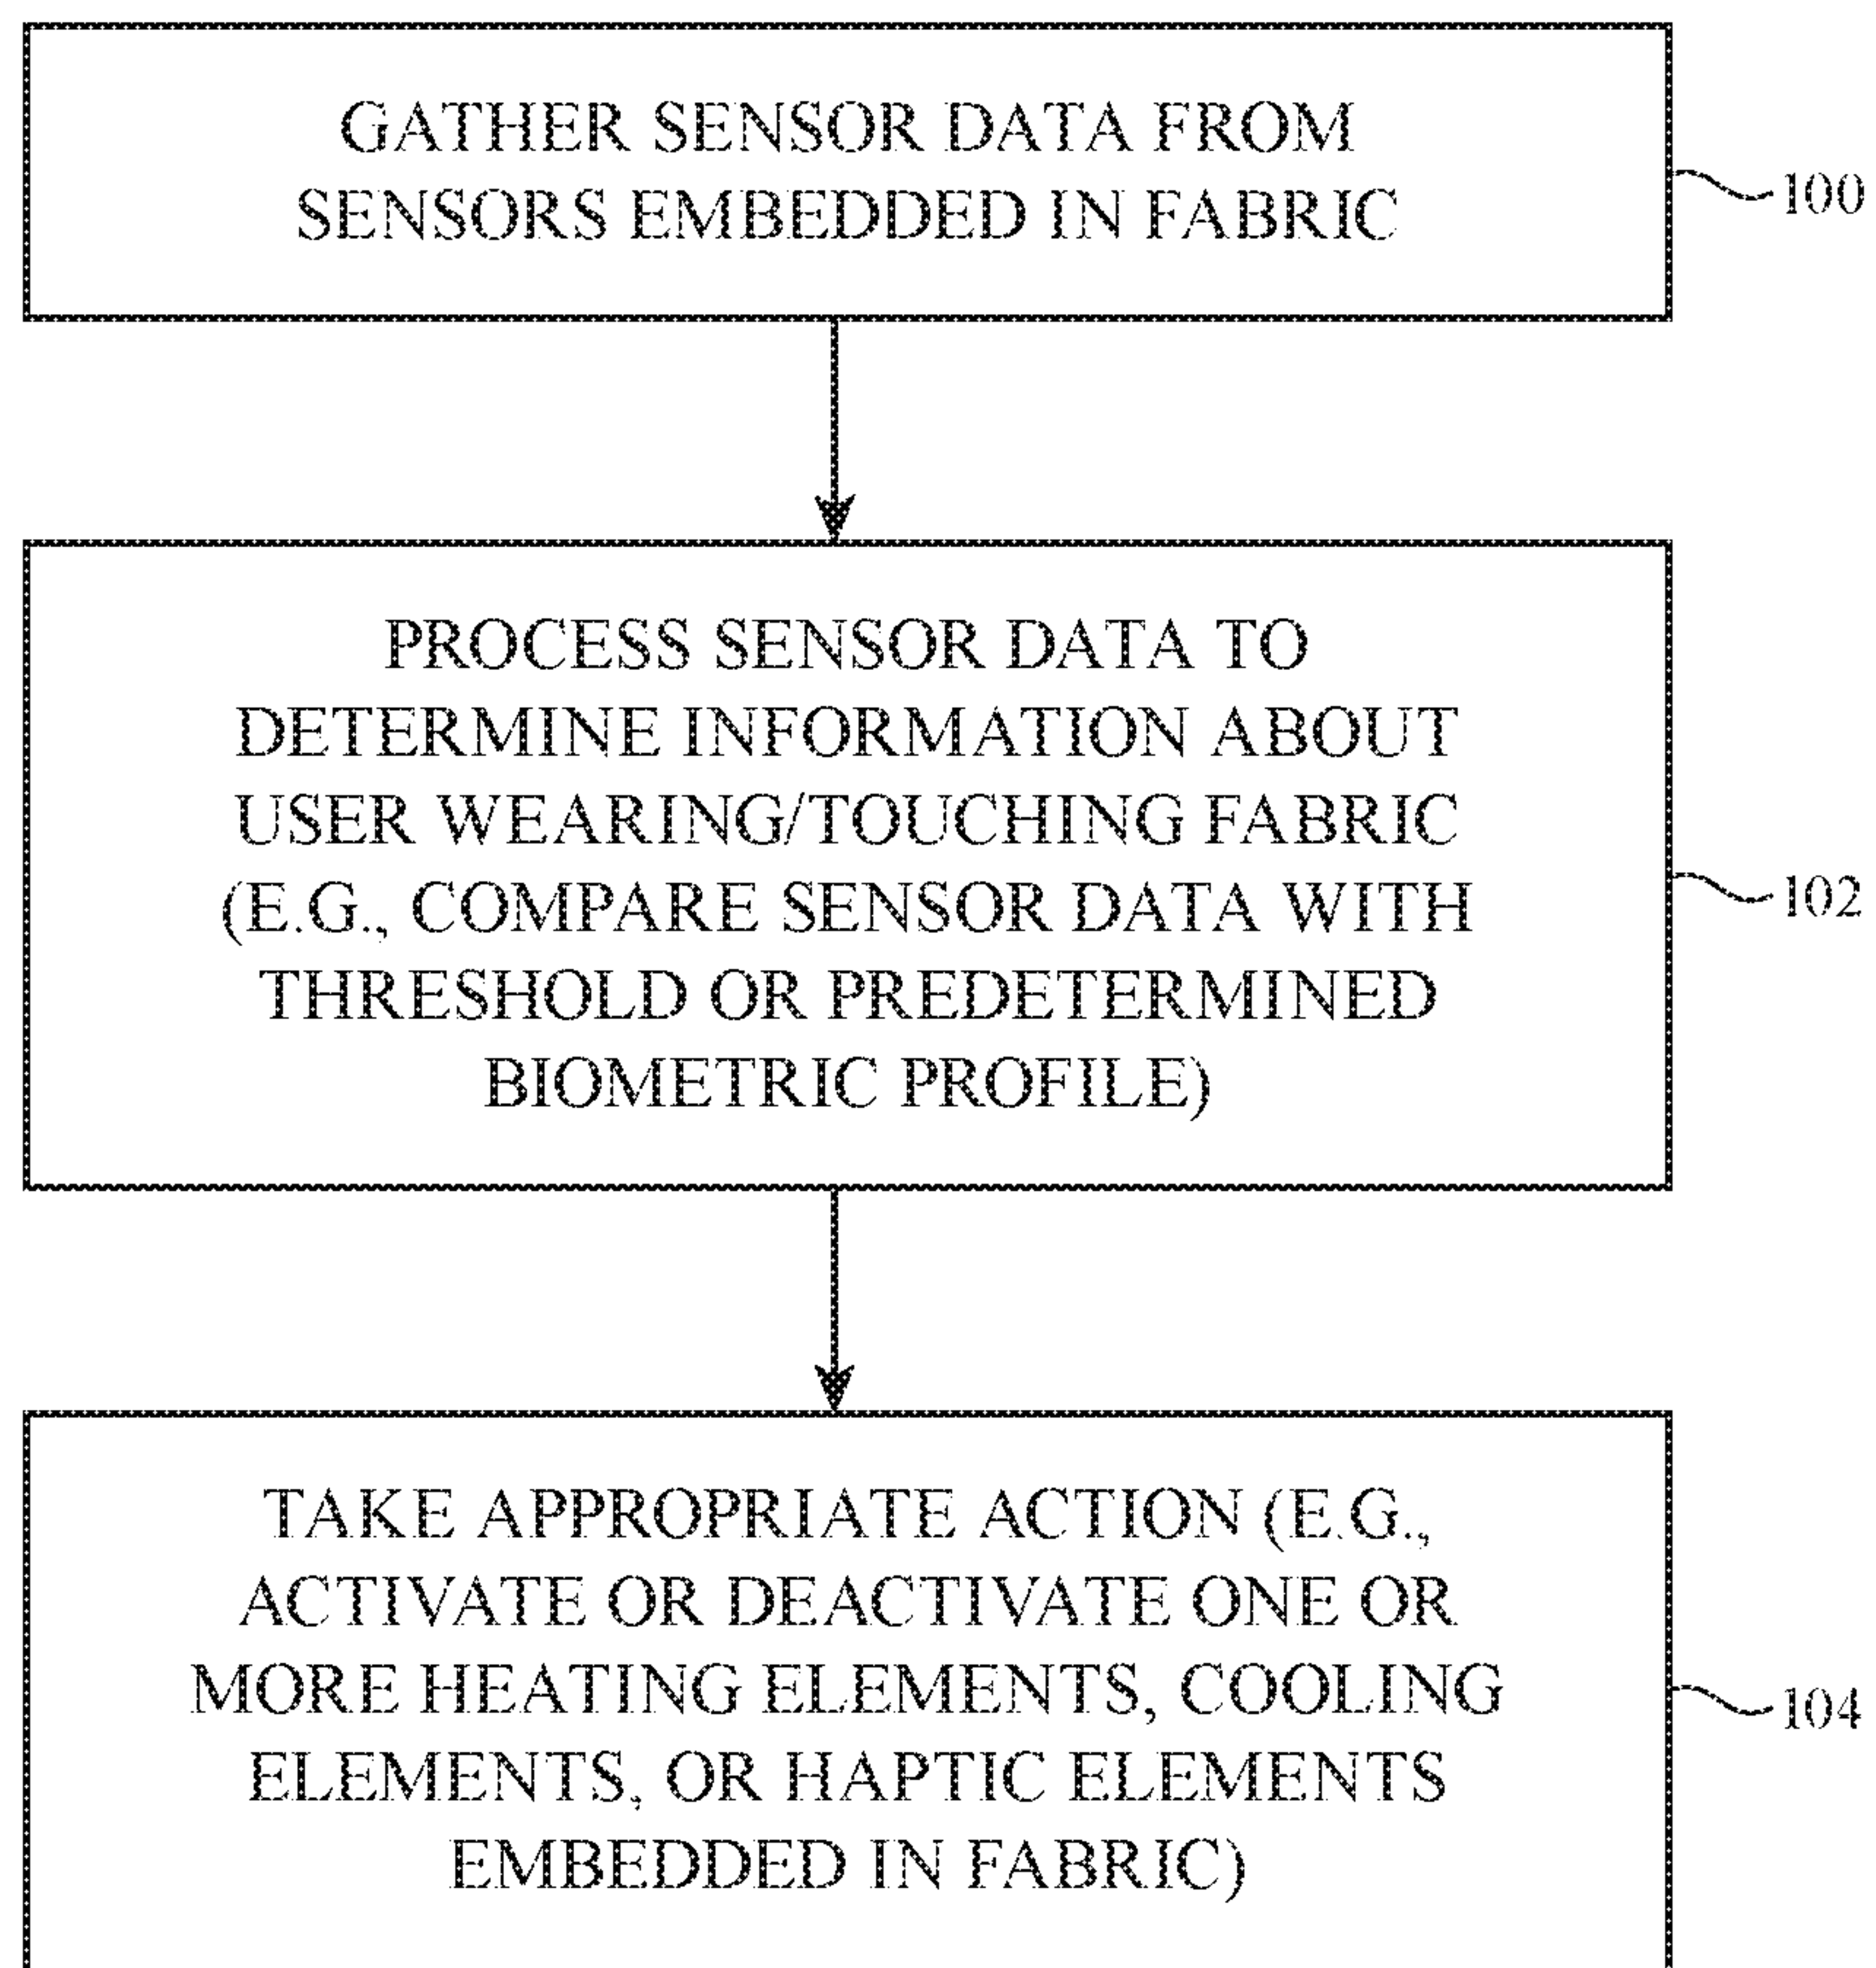 GATHER SENSOR DATA FROM
SENSORS EMBEDDED IN FABRIC
100
PROCESS SENSOR DATA TO
DETERMINE INFORMATION ABOUT
USER WEARING/TOUCHING FABRIC
(E.G., COMPARE SENSOR DATA WITH
THRESHOLD OR PREDETERMINED
BIOMETRIC PROFILE)
102
TAKE APPROPRIATE ACTION (E.G.,
ACTIVATE OR DEACTIVATE ONE OR
MORE HEATING ELEMENTS, COOLING
ELEMENTS, OR HAPTIC ELEMENTS
EMBEDDED IN FABRIC)
104